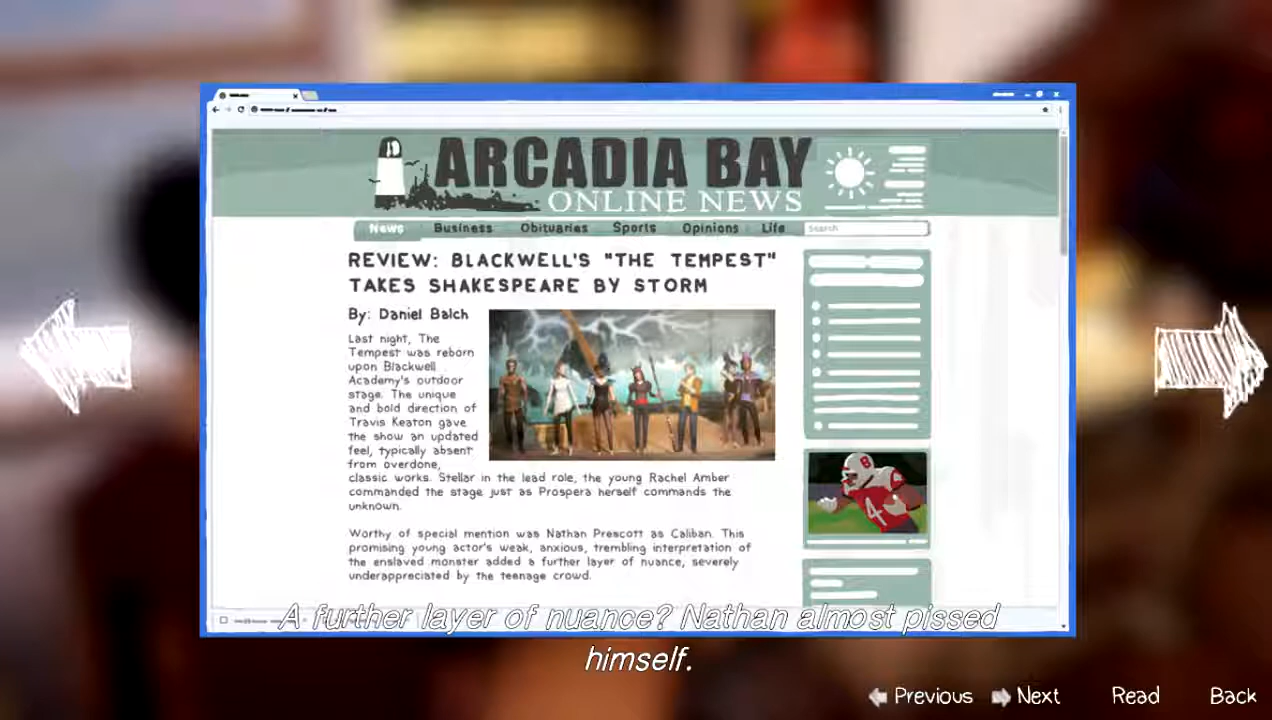 ARCADIA BAY
ONLINE NEWS
News Business Obituaries Sports Opinions Life Search
REVIEW: BLACKWELL'S "THE TEMPEST"
TAKES SHAKESPEARE BY STORM
By: Daniel Balch
Last night, The
Tempest was reborn
upon Blackwell
Academy's outdoor
stage. The unique
and bold direction of
Travis Keaton gave
the show an updated
feel, typically absent
from overdone,
classic works. Stellar in the lead role, the young Rachel Amber
commanded the stage just as Prospera herself commands the
unknown.
Worthy of special mention was Nathan Prescott as Caliban. This
promising young actor's weak, anxious, trembling interpretation of
the enslaved monster added a further layer of nuance, severely
underappreciated by the teenage crowd.
8
4
A further layer of nuance? Nathan almost pissed
himself.
Previous Next Read Back